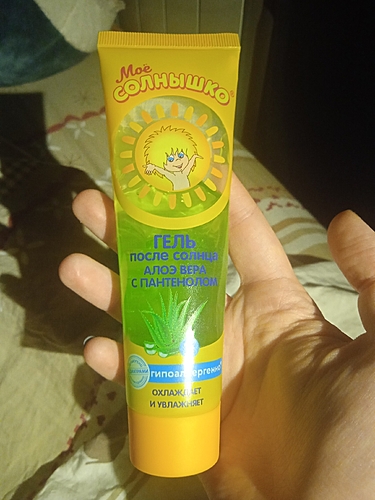 Моё
СОЛНЫШКО®
ГЕЛЬ
после солнца
АЛОЭ ВЕРА
С ПАНТЕНОЛОМ
гипоаллергенно
ОХЛАЖДАЕТ
И УВЛАЖНЯЕТ